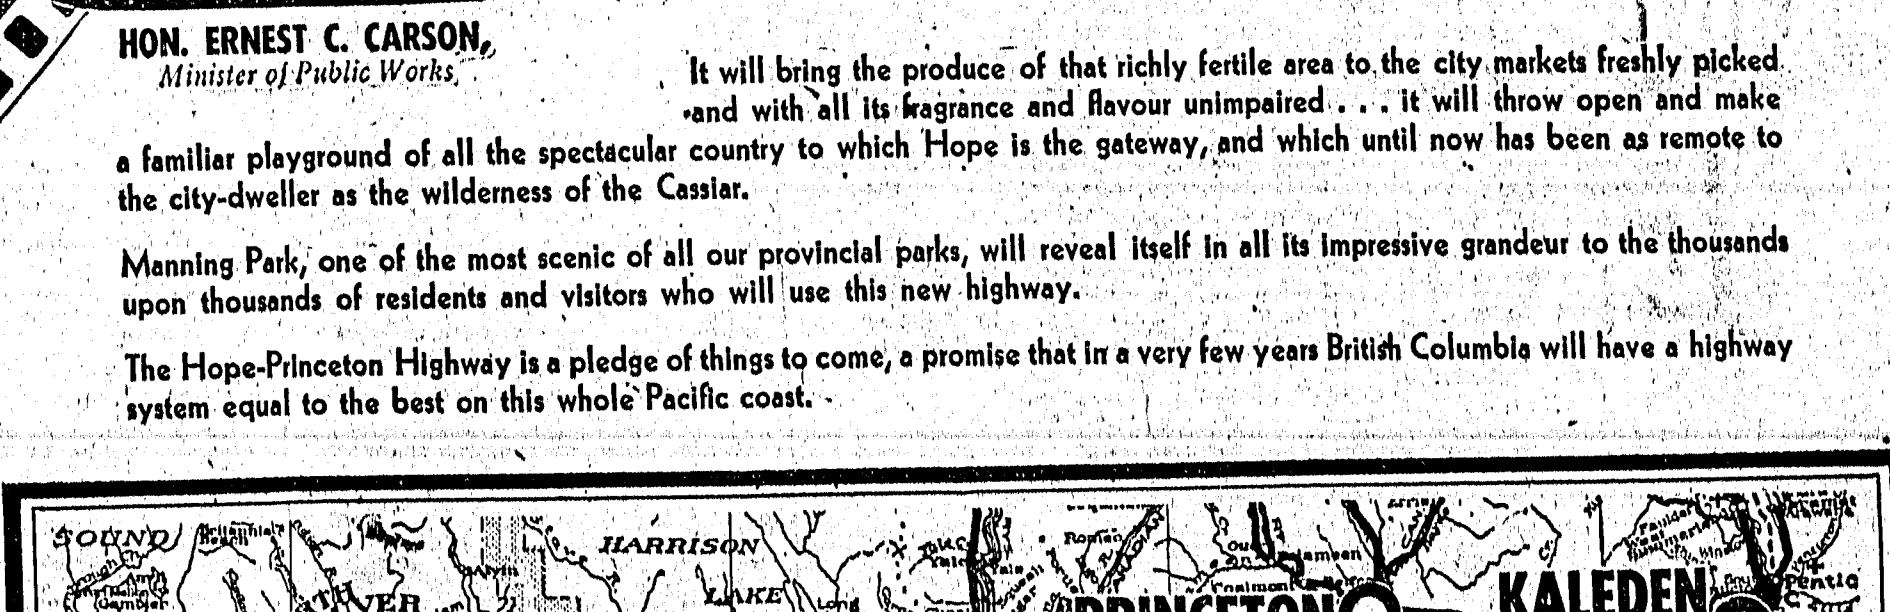 HON. ERNEST C. CARSON,
Minister of Public Works,
It will bring the produce of that richly fertile area to the city markets freshly picked
and with all its fragrance and flavour unimpaired . . . it will throw open and make
a familiar playground of all the spectacular country to which Hope is the gateway, and which until now has been as remote to
the city-dweller as the wilderness of the Cassiar.
Manning Park, one of the most scenic of all our provincial parks, will reveal itself in all its impressive grandeur to the thousands
upon thousands of residents and visitors who will use this new highway.
The Hope-Princeton Highway is a pledge of things to come, a promise that in a very few years British Columbia will have a highway
system equal to the best on this whole Pacific coast.
SOUND
HARRISON
LAKE
Yale
PRINCETON
KALEDEN